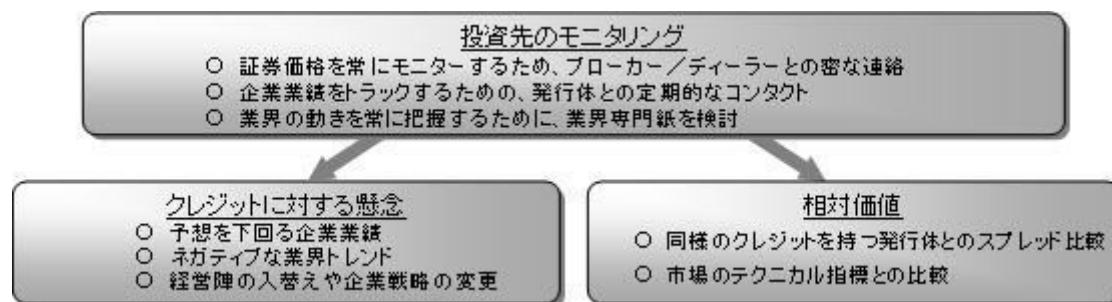 投資先のモニタリング
○ 証券価格を常にモニターするため、ブローカー／ディーラーとの密な連絡
○ 企業業績をトラックするための、発行体との定期的なコンタクト
○ 業界の動きを常に把握するために、業界専門紙を検討
クレジットに対する懸念
○ 予想を下回る企業業績
○ ネガティブな業界トレンド
○ 経営陣の入替えや企業戦略の変更
相対価値
○ 同様のクレジットを持つ発行体とのスプレッド比較
○ 市場のテクニカル指標との比較